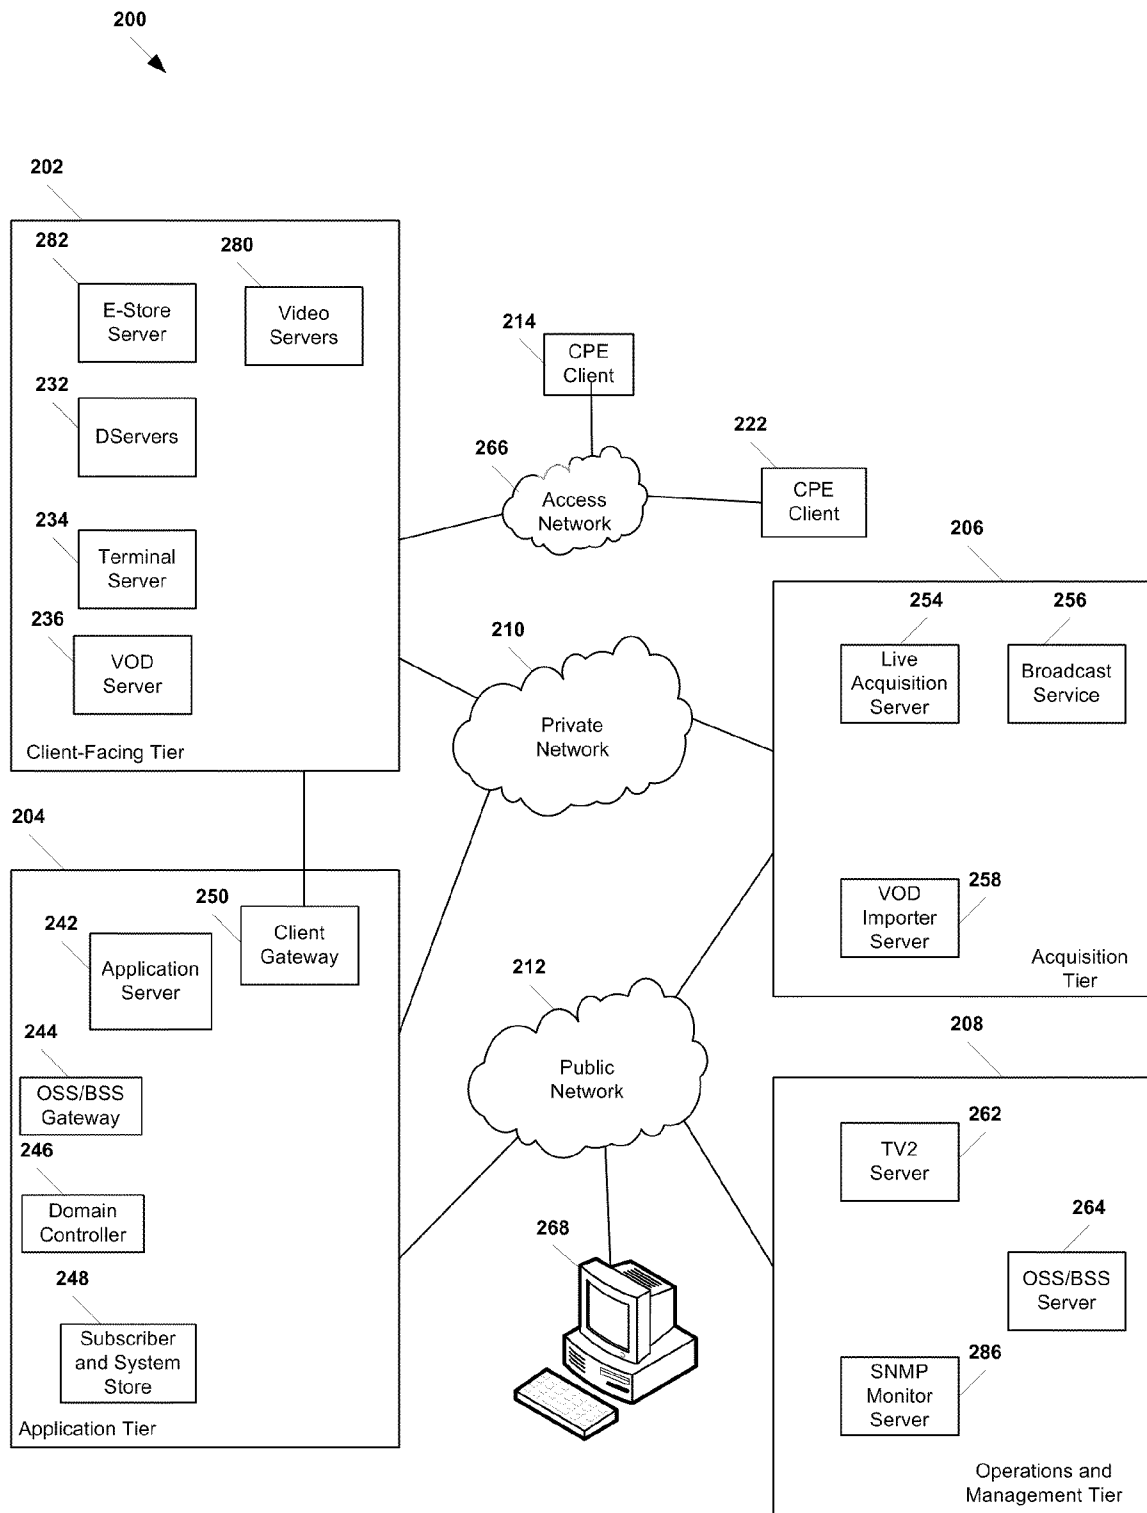 200
202
282
280
E-Store
Server
Video
Servers
232
DServers
234
Terminal
Server
236
VOD
Server
Client-Facing Tier
214
CPE
Client
222
CPE
Client
266
Access
Network
206
254
256
Live
Acquisition
Server
Broadcast
Service
258
VOD
Importer
Server
Acquisition
Tier
210
Private
Network
204
250
Client
Gateway
242
Application
Server
244
OSS/BSS
Gateway
246
Domain
Controller
248
Subscriber
and System
Store
Application Tier
212
Public
Network
268
208
262
TV2
Server
264
OSS/BSS
Server
286
SNMP
Monitor
Server
Operations and
Management Tier